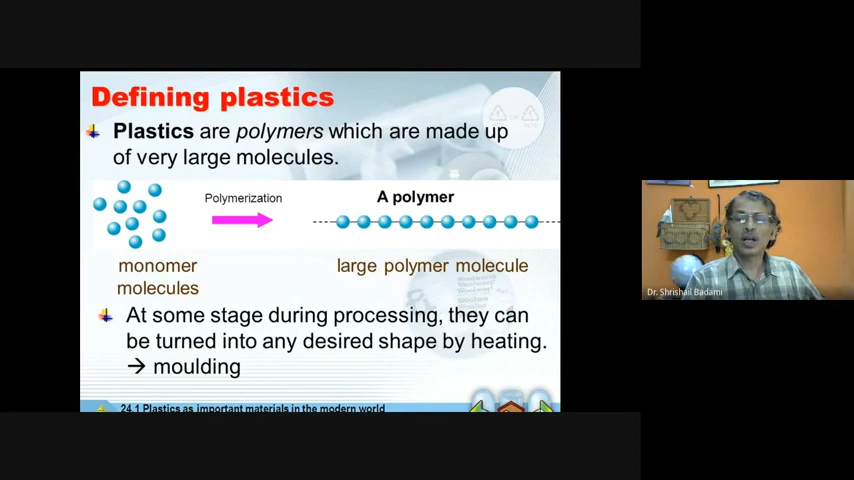 Defining plastics
Plastics are polymers which are made up
of very large molecules.
Polymerization
A polymer
monomer
molecules
large polymer molecule
At some stage during processing, they can
be turned into any desired shape by heating.
→ moulding
24.1 Plastics as important materials in the modern world
Dr. Shrishail Badami